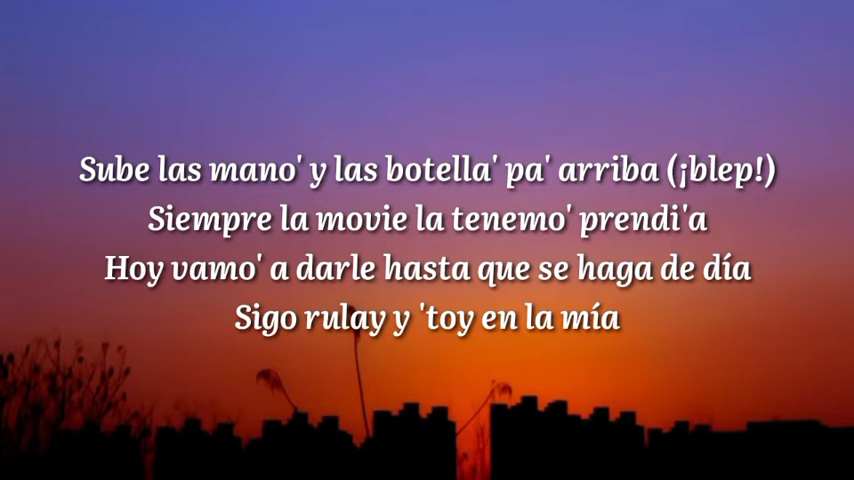 Sube las mano' y las botella' pa' arriba (¡blep!)
Siempre la movie la tenemo' prendi'a
Hoy vamo' a darle hasta que se haga de día
Sigo rulay y 'toy en la mía